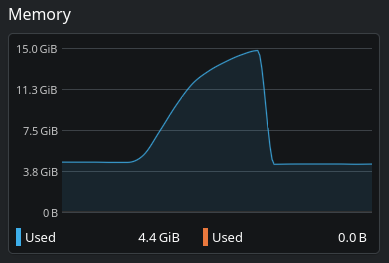 Memory
15.0 GiB
11.3 GiB
7.5 GiB
3.8 GiB
0 B
Used 4.4 GiB Used 0.0 B